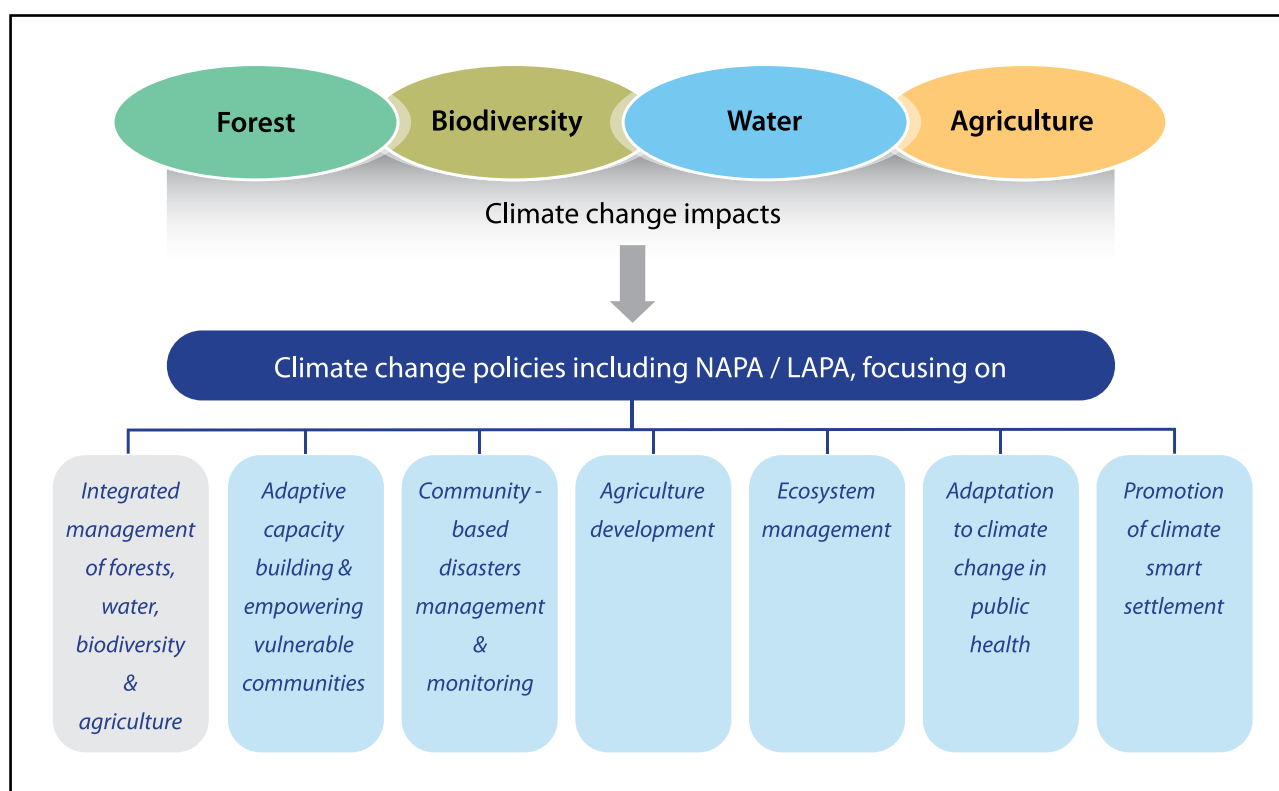 Forest
Biodiversity
Water
Agriculture
Climate change impacts
Climate change policies including NAPA / LAPA, focusing on
Integrated
management
of forests,
water,
biodiversity
&
agriculture
Adaptive
capacity
building &
empowering
vulnerable
communities
Community -
based
disasters
management
&
monitoring
Agriculture
development
Ecosystem
management
Adaptation
to climate
change in
public
health
Promotion
of climate
smart
settlement